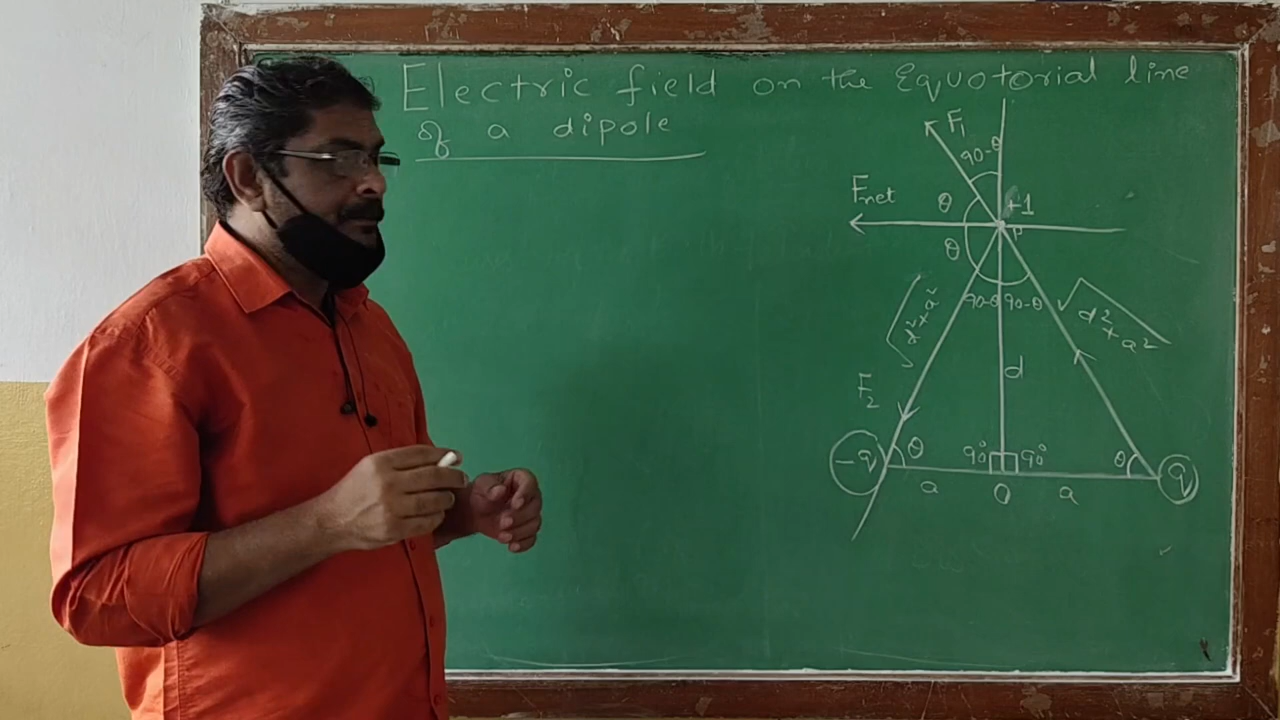 Electric field on the Equotorial line
of a dipole
F1
90-θ
Fnet
θ
+1
P
θ
90-θ 90-θ
√d²+a²
√d²+a²
d
F2
-q
θ
90°
90°
θ
q
a
O
a